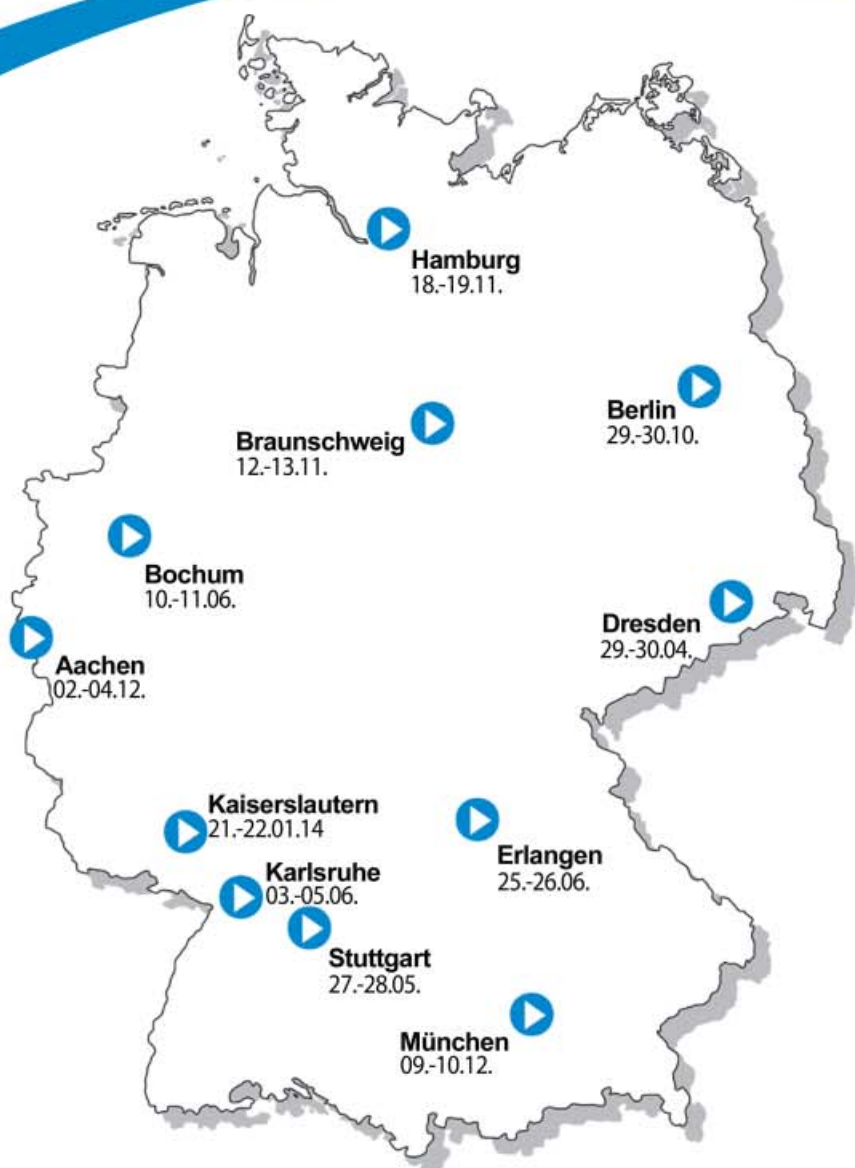 Hamburg
18.-19.11.
Berlin
29.-30.10.
Braunschweig
12.-13.11.
Bochum
10.-11.06.
Dresden
29.-30.04.
Aachen
02.-04.12.
Kaiserslautern
21.-22.01.14
Erlangen
25.-26.06.
Karlsruhe
03.-05.06.
Stuttgart
27.-28.05.
München
09.-10.12.